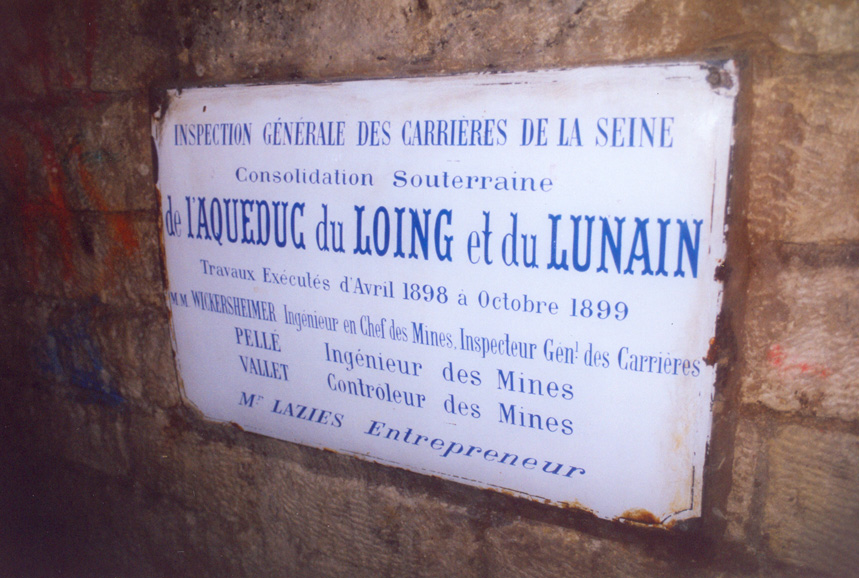 INSPECTION GÉNÉRALE DES CARRIÈRES DE LA SEINE
Consolidation Souterraine
de l'AQUEDUC du LOING et du LUNAIN
Travaux Exécutés d'Avril 1898 à Octobre 1899
M.M. WICKERSHEIMER Ingénieur en Chef des Mines. Inspecteur Génl des Carrières
PELLÉ Ingénieur des Mines
VALLET Contrôleur des Mines
Mr LAZIES Entrepreneur